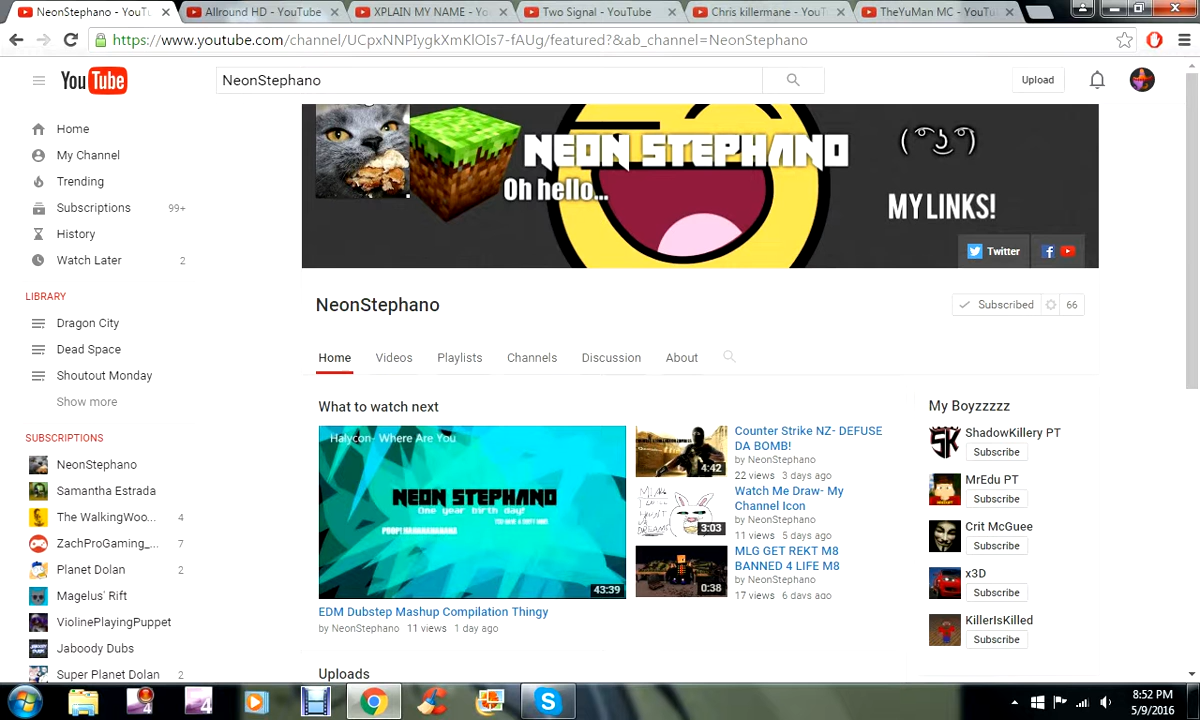 NeonStephano - YouTu
Allround HD - YouTube
XPLAIN MY NAME - Yo
Two Signal - YouTube
Chris killermane - YouT
TheYuMan MC - YouTu
https://www.youtube.com/channel/UCpxNNPIygkXmKlOIs7-fAUg/featured?&ab_channel=NeonStephano
YouTube
NeonStephano
Upload
NEON STEPHANO
Oh hello...
( ͡° ͜ʖ ͡°)
MY LINKS!
Twitter
Home
My Channel
Trending
Subscriptions 99+
History
Watch Later 2
LIBRARY
Dragon City
Dead Space
Shoutout Monday
Show more
SUBSCRIPTIONS
NeonStephano
Samantha Estrada
The WalkingWoo... 4
ZachProGaming_... 7
Planet Dolan 2
Magelus' Rift
ViolinePlayingPuppet
Jaboody Dubs
Super Planet Dolan 2
NeonStephano
Subscribed 66
Home Videos Playlists Channels Discussion About
What to watch next
Halycon- Where Are You
NEON STEPHANO
One year birth day!
43:39
EDM Dubstep Mashup Compilation Thingy
by NeonStephano 11 views 1 day ago
4:42
Counter Strike NZ- DEFUSE
DA BOMB!
by NeonStephano
22 views 3 days ago
3:03
Watch Me Draw- My
Channel Icon
by NeonStephano
11 views 5 days ago
0:38
MLG GET REKT M8
BANNED 4 LIFE M8
by NeonStephano
17 views 6 days ago
Uploads
My Boyzzzzz
SK
ShadowKillery PT
Subscribe
MrEdu PT
Subscribe
Crit McGuee
Subscribe
x3D
Subscribe
KillerIsKilled
Subscribe
8:52 PM
5/9/2016